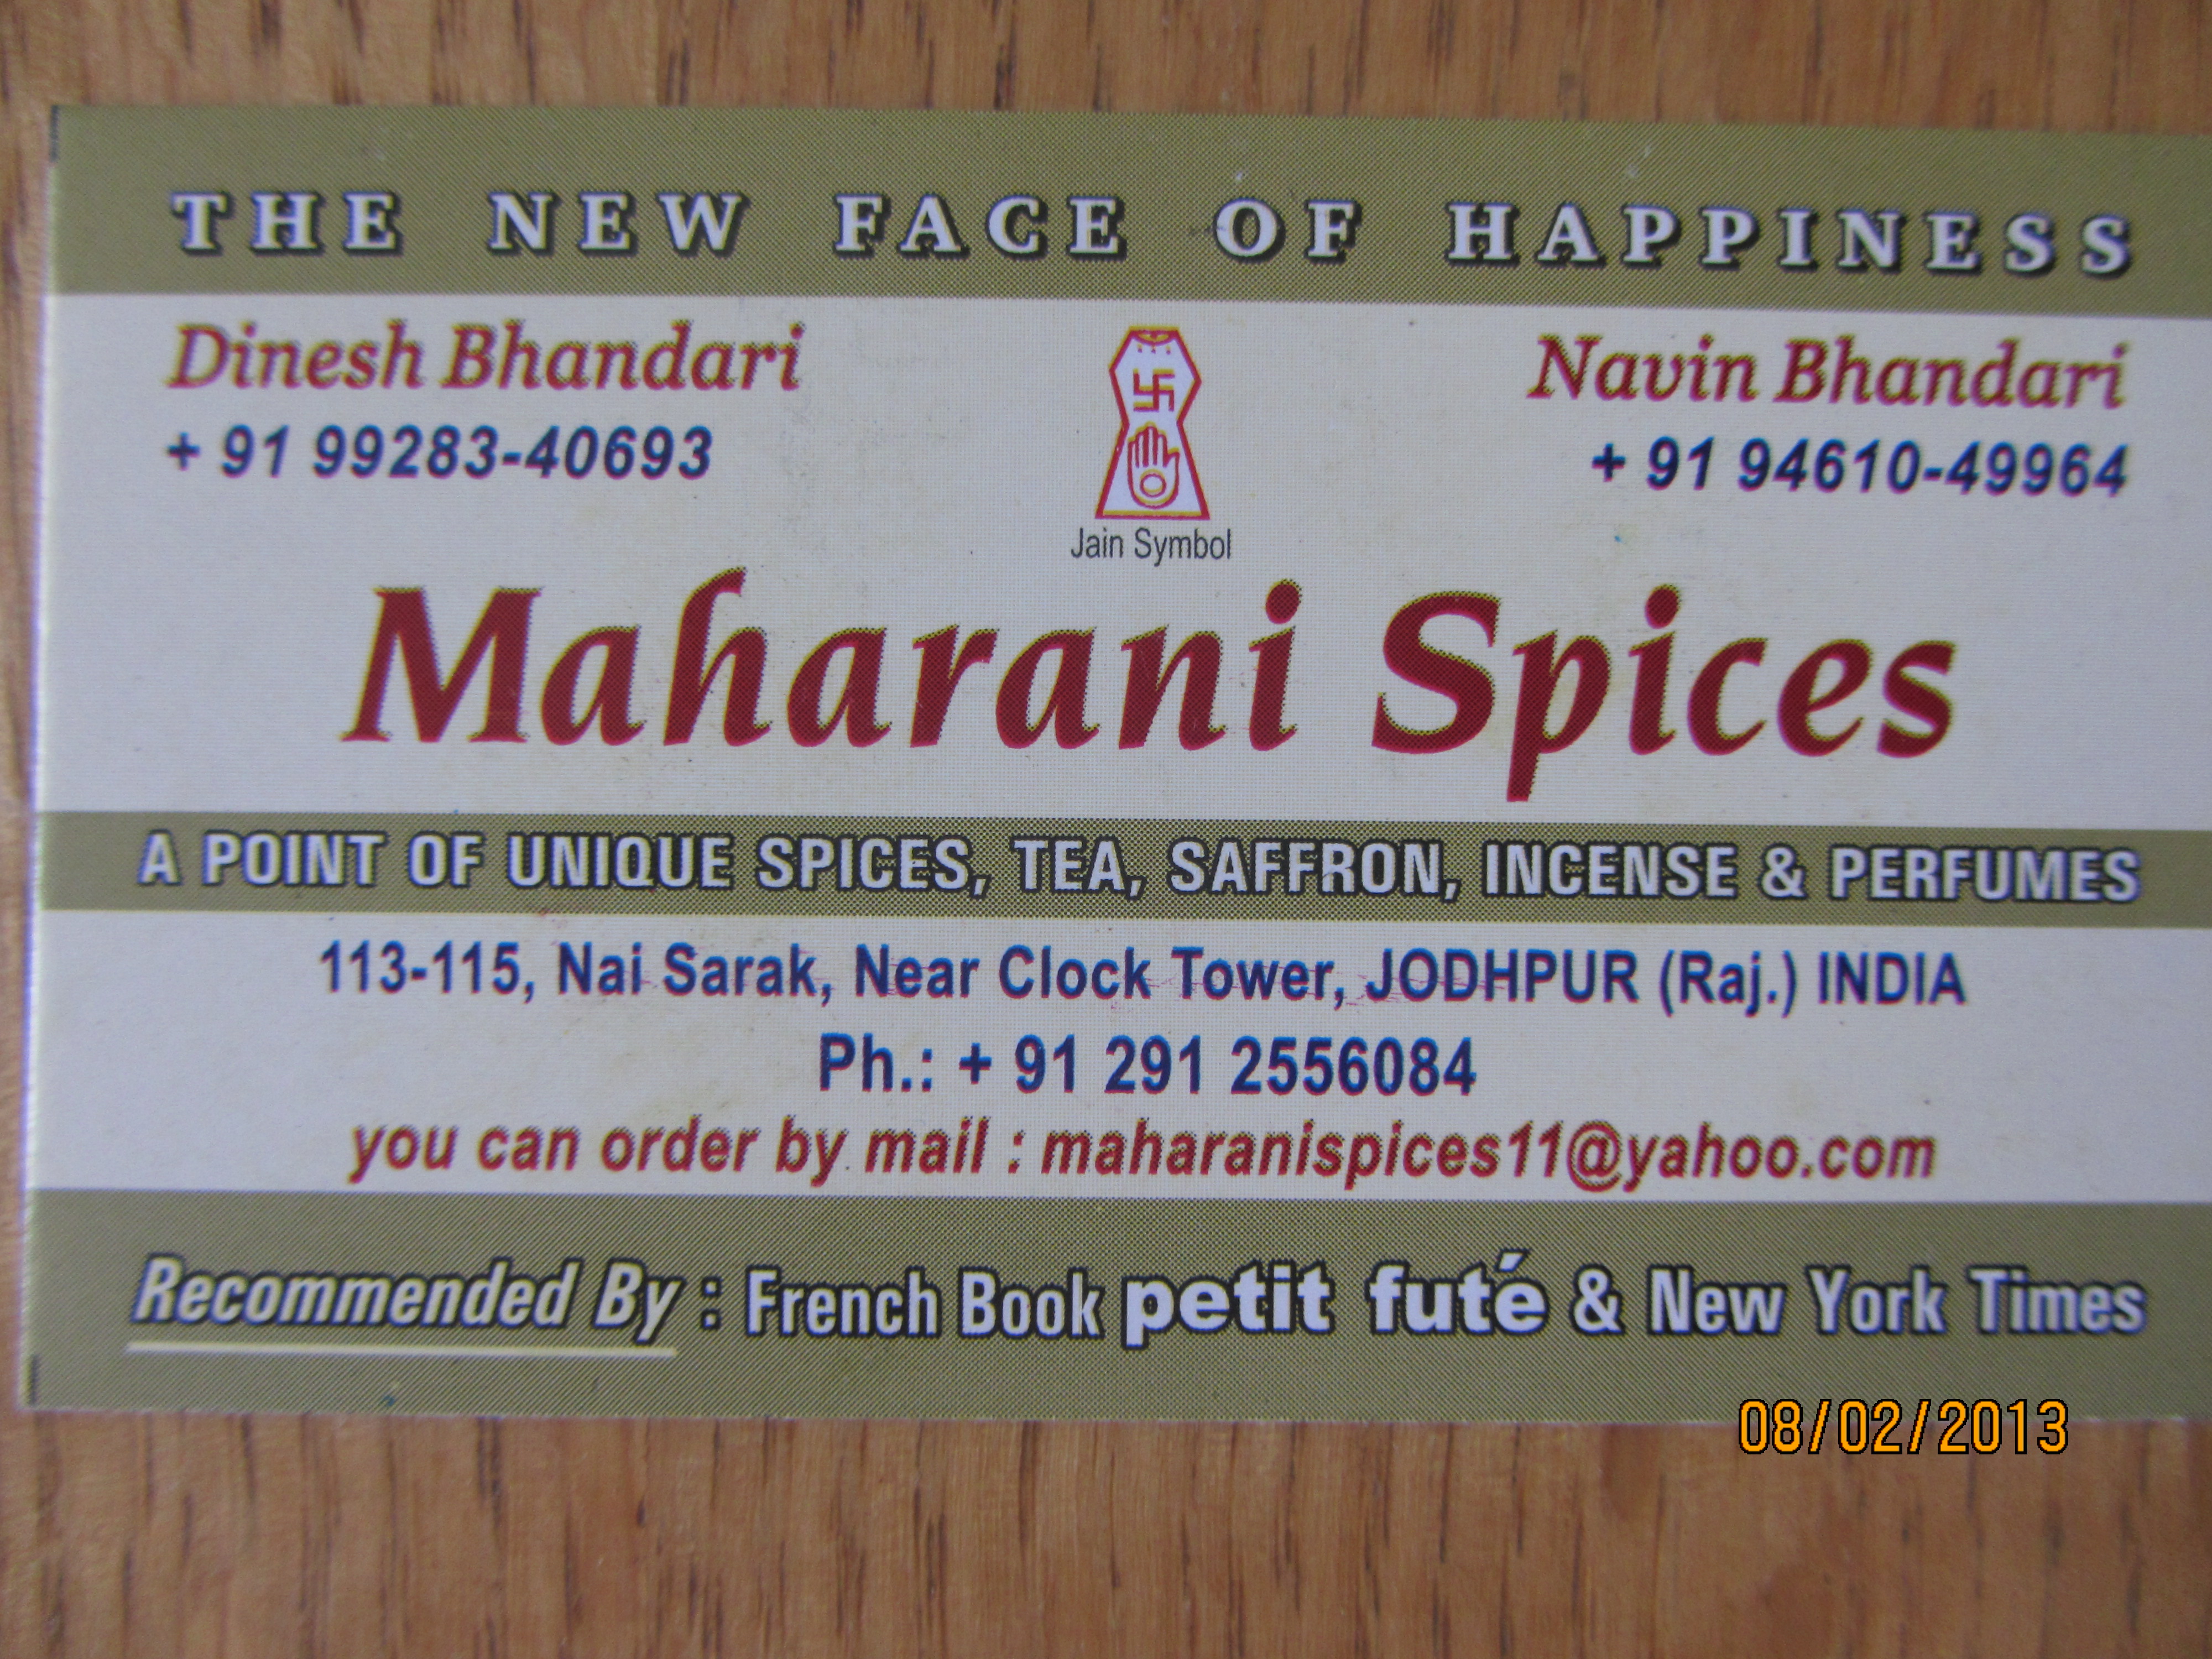 THE NEW FACE OF HAPPINESS
Dinesh Bhandari
+ 91 99283-40693
Navin Bhandari
+ 91 94610-49964
Jain Symbol
Maharani Spices
A POINT OF UNIQUE SPICES, TEA, SAFFRON, INCENSE & PERFUMES
113-115, Nai Sarak, Near Clock Tower, JODHPUR (Raj.) INDIA
Ph.: + 91 291 2556084
you can order by mail : maharanispices11@yahoo.com
Recommended By : French Book petit futé & New York Times
08/02/2013